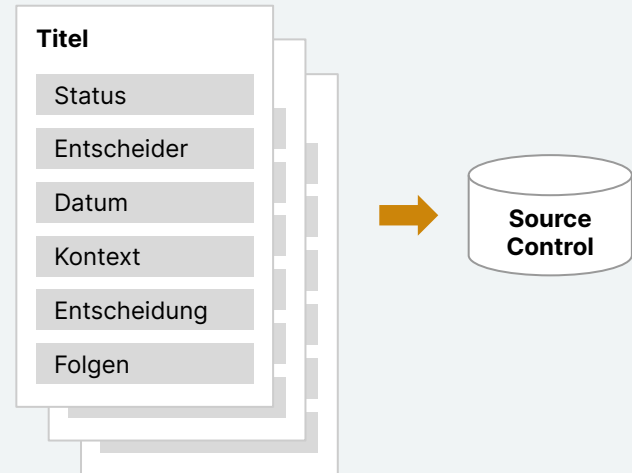 Titel
Status
Entscheider
Datum
Kontext
Entscheidung
Folgen
Source
Control